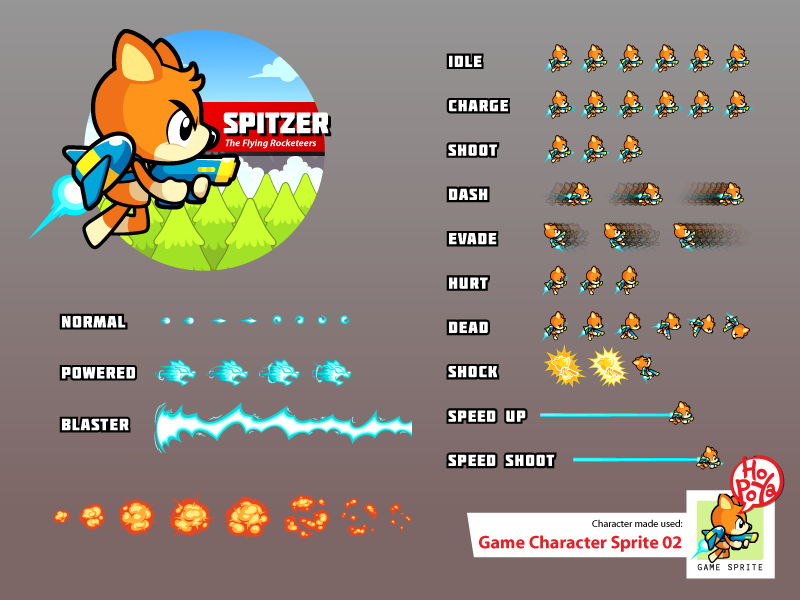 SPITZER
The Flying Rocketeers
NORMAL
POWERED
BLASTER
IDLE
CHARGE
SHOOT
DASH
EVADE
HURT
DEAD
SHOCK
SPEED UP
SPEED SHOOT
Character made used:
Game Character Sprite 02
HoPoYa
GAME SPRITE